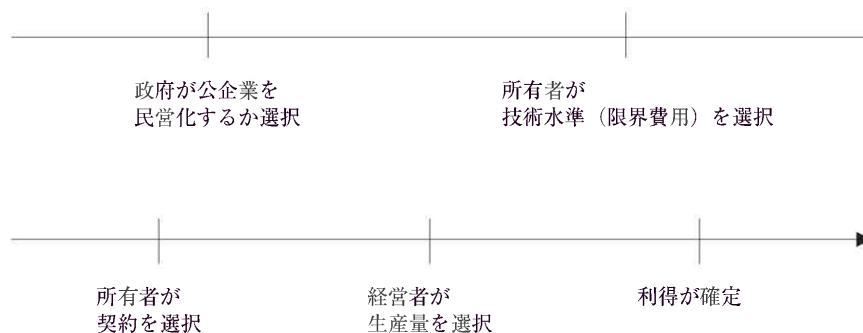 政府が公企業を
民営化するか選択
所有者が
技術水準（限界費用）を選択
所有者が
契約を選択
経営者が
生産量を選択
利得が確定